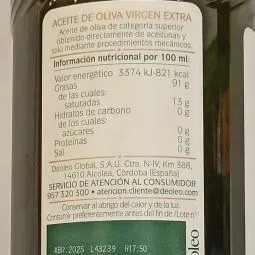 ACEITE DE OLIVA VIRGEN EXTRA
Aceite de oliva de categoría superior
obtenido directamente de aceitunas y
solo mediante procedimientos mecánicos.
Información nutricional por 100 ml:
Valor energético 3374 kJ-821 kcal
Grasas 91 g
de las cuales:
saturadas 13 g
Hidratos de carbono 0 g
de los cuales:
azúcares 0 g
Proteínas 0 g
Sal 0 g
Deoleo Global, S.A.U. Ctra. N-IV, Km 388,
14610 Alcolea, Córdoba (España)
SERVICIO DE ATENCIÓN AL CONSUMIDOR
957 320 300 • atencion.cliente@deoleo.com
Conservar al abrigo del calor y de la luz.
Consumir preferentemente antes del fin de/Lote nº:
ABR.2025 L43239 H17:50
oleo